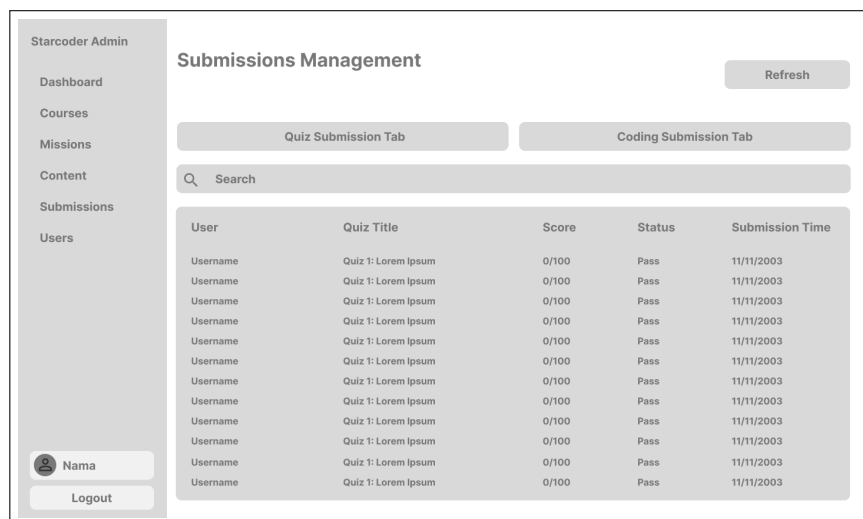 Starcoder Admin
Dashboard
Courses
Missions
Content
Submissions
Users
Nama
Logout
Submissions Management
Refresh
Quiz Submission Tab
Coding Submission Tab
Search
User Quiz Title Score Status Submission Time
Username Quiz 1: Lorem Ipsum 0/100 Pass 11/11/2003
Username Quiz 1: Lorem Ipsum 0/100 Pass 11/11/2003
Username Quiz 1: Lorem Ipsum 0/100 Pass 11/11/2003
Username Quiz 1: Lorem Ipsum 0/100 Pass 11/11/2003
Username Quiz 1: Lorem Ipsum 0/100 Pass 11/11/2003
Username Quiz 1: Lorem Ipsum 0/100 Pass 11/11/2003
Username Quiz 1: Lorem Ipsum 0/100 Pass 11/11/2003
Username Quiz 1: Lorem Ipsum 0/100 Pass 11/11/2003
Username Quiz 1: Lorem Ipsum 0/100 Pass 11/11/2003
Username Quiz 1: Lorem Ipsum 0/100 Pass 11/11/2003
Username Quiz 1: Lorem Ipsum 0/100 Pass 11/11/2003
Username Quiz 1: Lorem Ipsum 0/100 Pass 11/11/2003